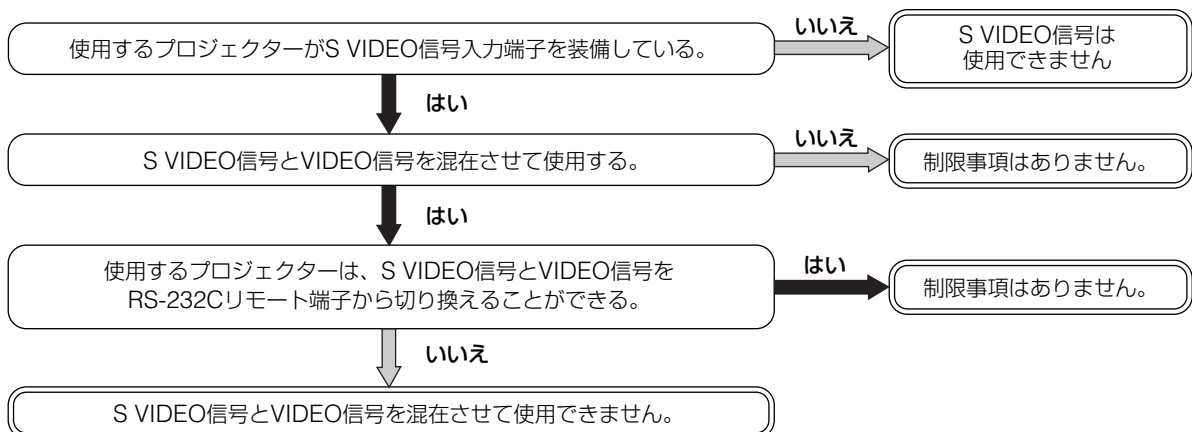 使用するプロジェクターがS VIDEO信号入力端子を装備している。
いいえ
S VIDEO信号は
使用できません
はい
S VIDEO信号とVIDEO信号を混在させて使用する。
いいえ
制限事項はありません。
はい
使用するプロジェクターは、S VIDEO信号とVIDEO信号を
RS-232Cリモート端子から切り換えることができる。
はい
制限事項はありません。
いいえ
S VIDEO信号とVIDEO信号を混在させて使用できません。